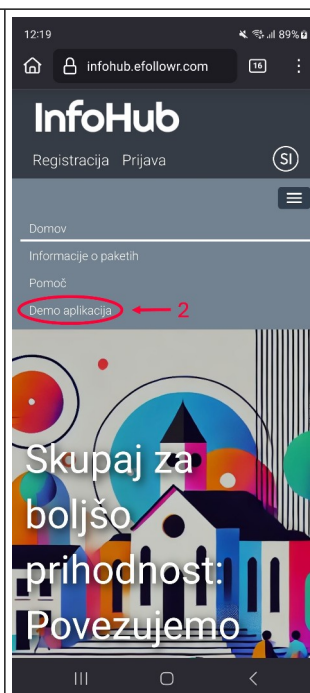 12:19 89%
infohub.efollowr.com 16
InfoHub
Registracija Prijava SI
Domov
Informacije o paketih
Pomoč
Demo aplikacija 2
Skupaj za
boljšo
prihodnost:
Povezujemo